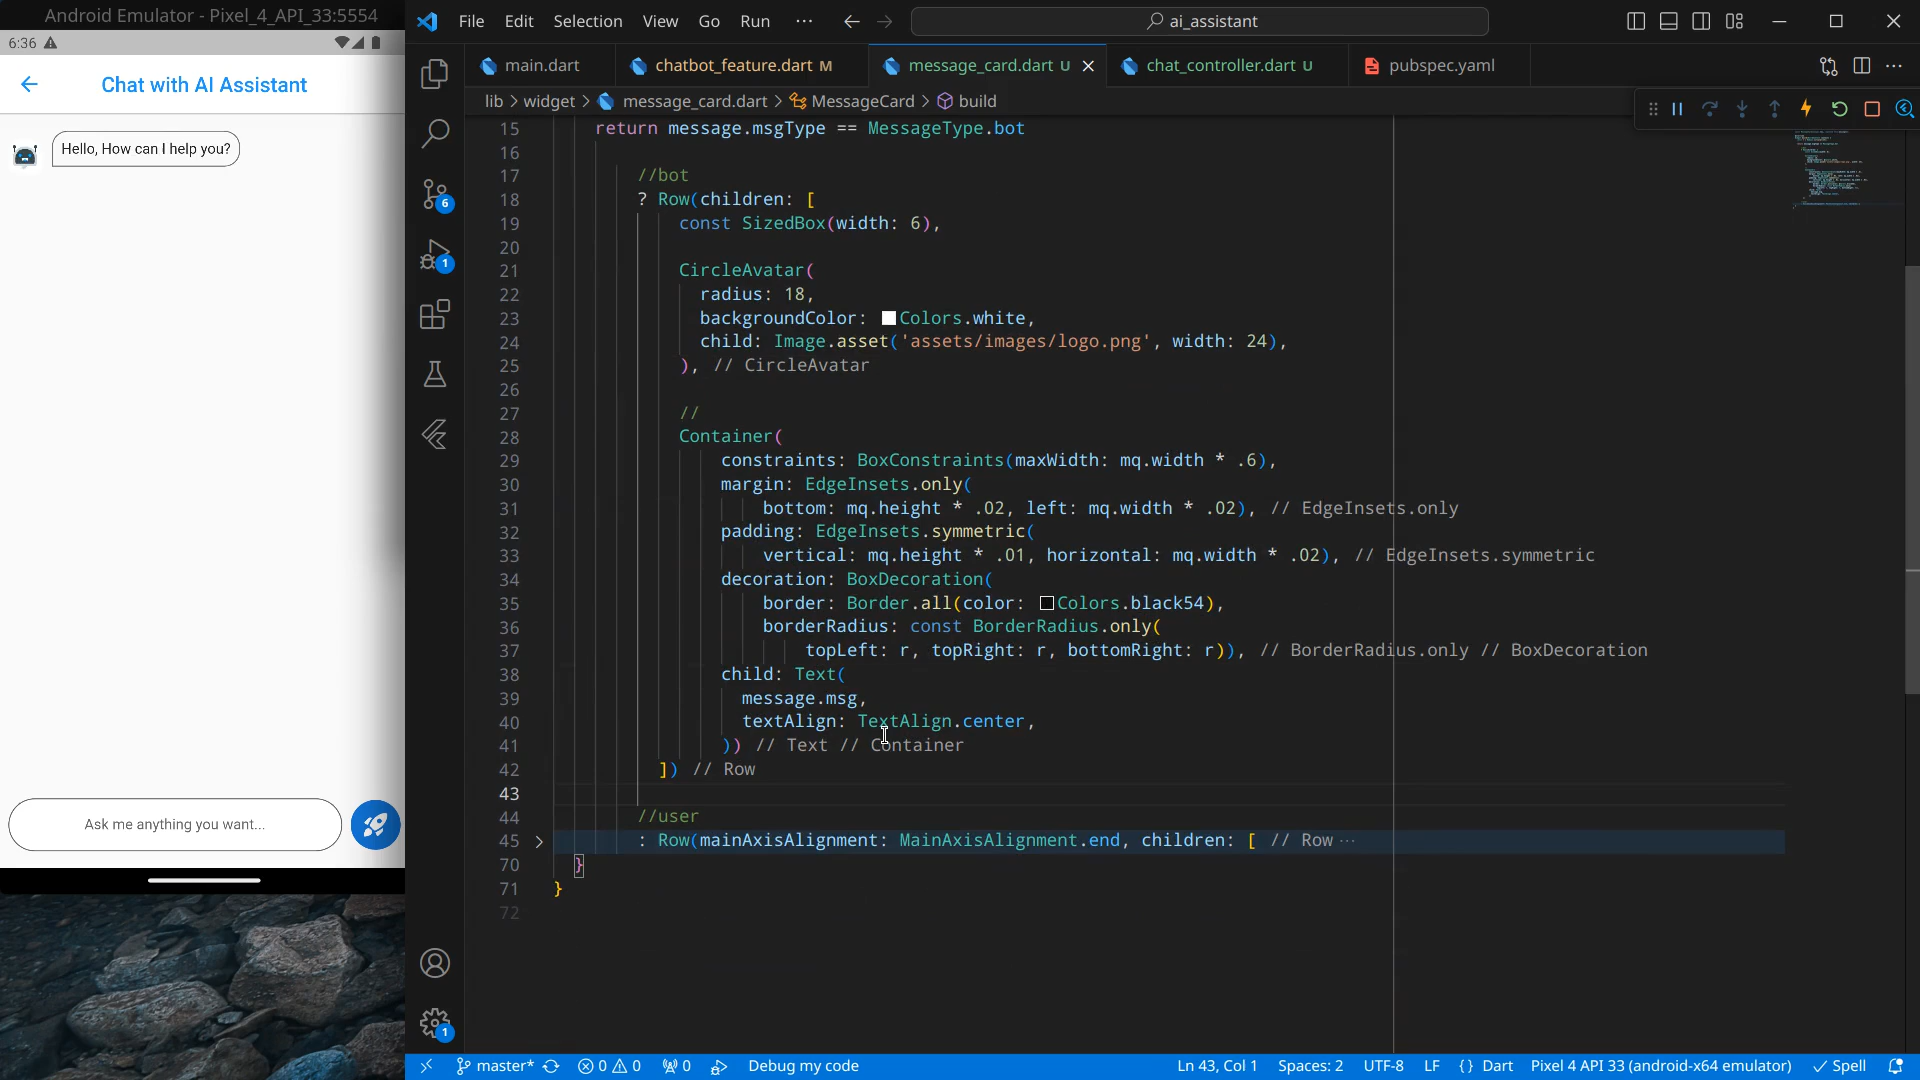 Android Emulator - Pixel_4_API_33:5554
6:36
Chat with AI Assistant
Hello, How can I help you?
Ask me anything you want...
File Edit Selection View Go Run ···
ai_assistant
main.dart
chatbot_feature.dart M
message_card.dart U
chat_controller.dart U
pubspec.yaml
lib > widget > message_card.dart > MessageCard > build
6
1
1
15 return message.msgType == MessageType.bot
16
17 //bot
18 ? Row(children: [
19 const SizedBox(width: 6),
20
21 CircleAvatar(
22 radius: 18,
23 backgroundColor: Colors.white,
24 child: Image.asset('assets/images/logo.png', width: 24),
25 ), // CircleAvatar
26
27 //
28 Container(
29 constraints: BoxConstraints(maxWidth: mq.width * .6),
30 margin: EdgeInsets.only(
31 bottom: mq.height * .02, left: mq.width * .02), // EdgeInsets.only
32 padding: EdgeInsets.symmetric(
33 vertical: mq.height * .01, horizontal: mq.width * .02), // EdgeInsets.symmetric
34 decoration: BoxDecoration(
35 border: Border.all(color: Colors.black54),
36 borderRadius: const BorderRadius.only(
37 topLeft: r, topRight: r, bottomRight: r)), // BorderRadius.only // BoxDecoration
38 child: Text(
39 message.msg,
40 textAlign: TextAlign.center,
41 )) // Text // Container
42 ]) // Row
43
44 //user
45 : Row(mainAxisAlignment: MainAxisAlignment.end, children: [ // Row ···
70 }
71 }
72
master* 0 0 0 Debug my code Ln 43, Col 1 Spaces: 2 UTF-8 LF {} Dart Pixel 4 API 33 (android-x64 emulator) Spell